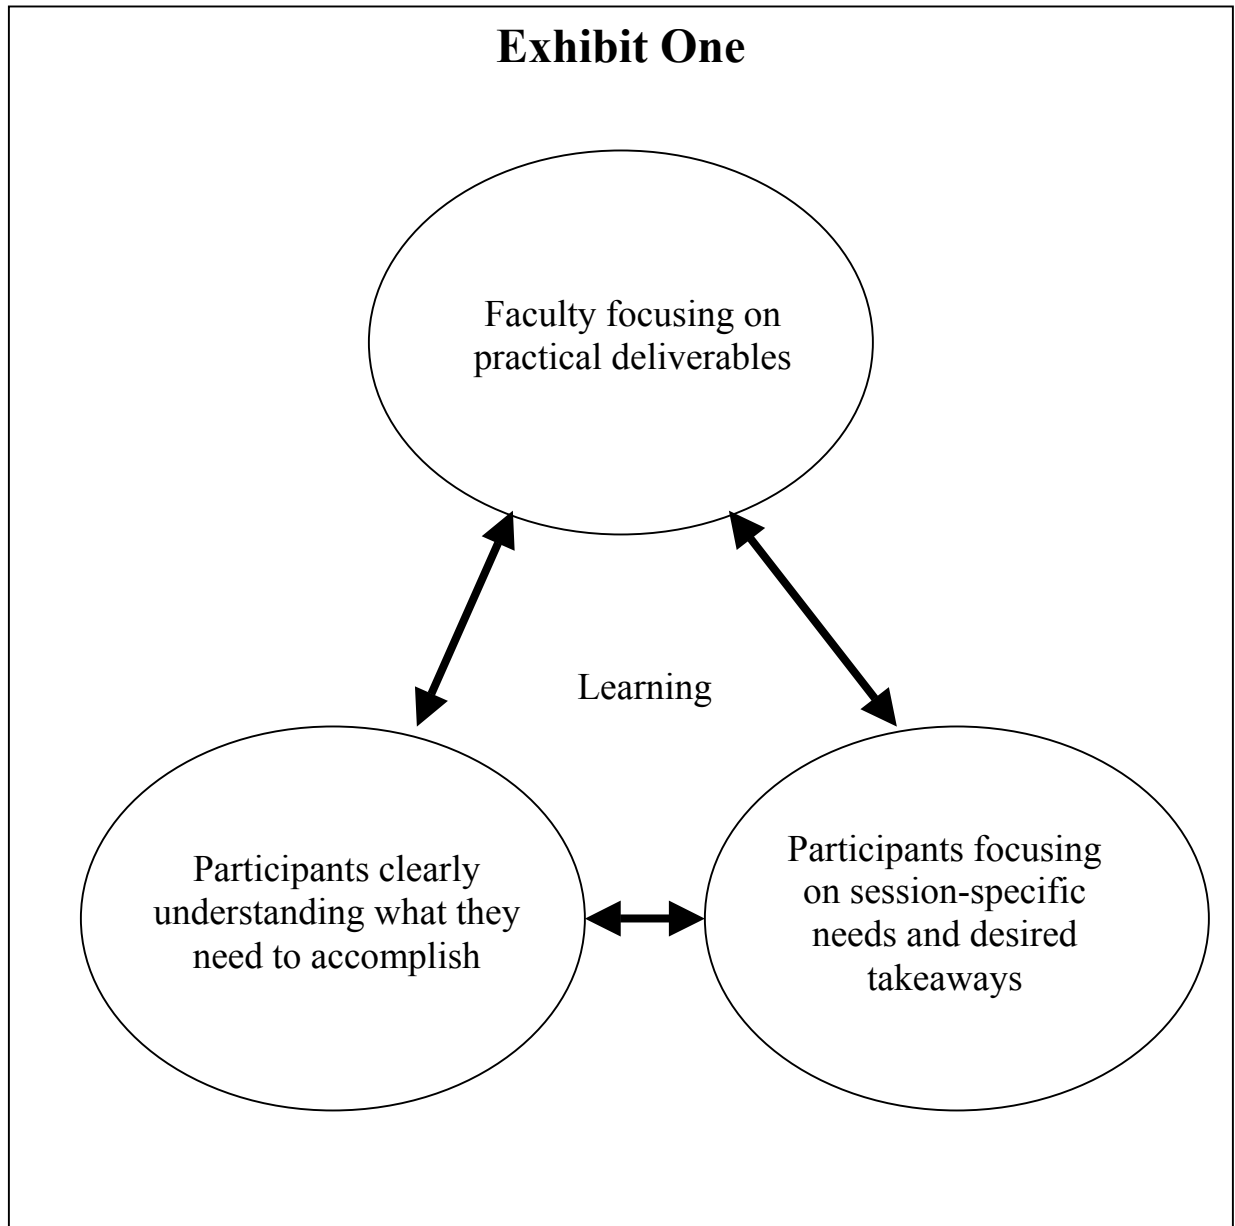 Exhibit One
Faculty focusing on
practical deliverables
Learning
Participants clearly
understanding what they
need to accomplish
Participants focusing
on session-specific
needs and desired
takeaways